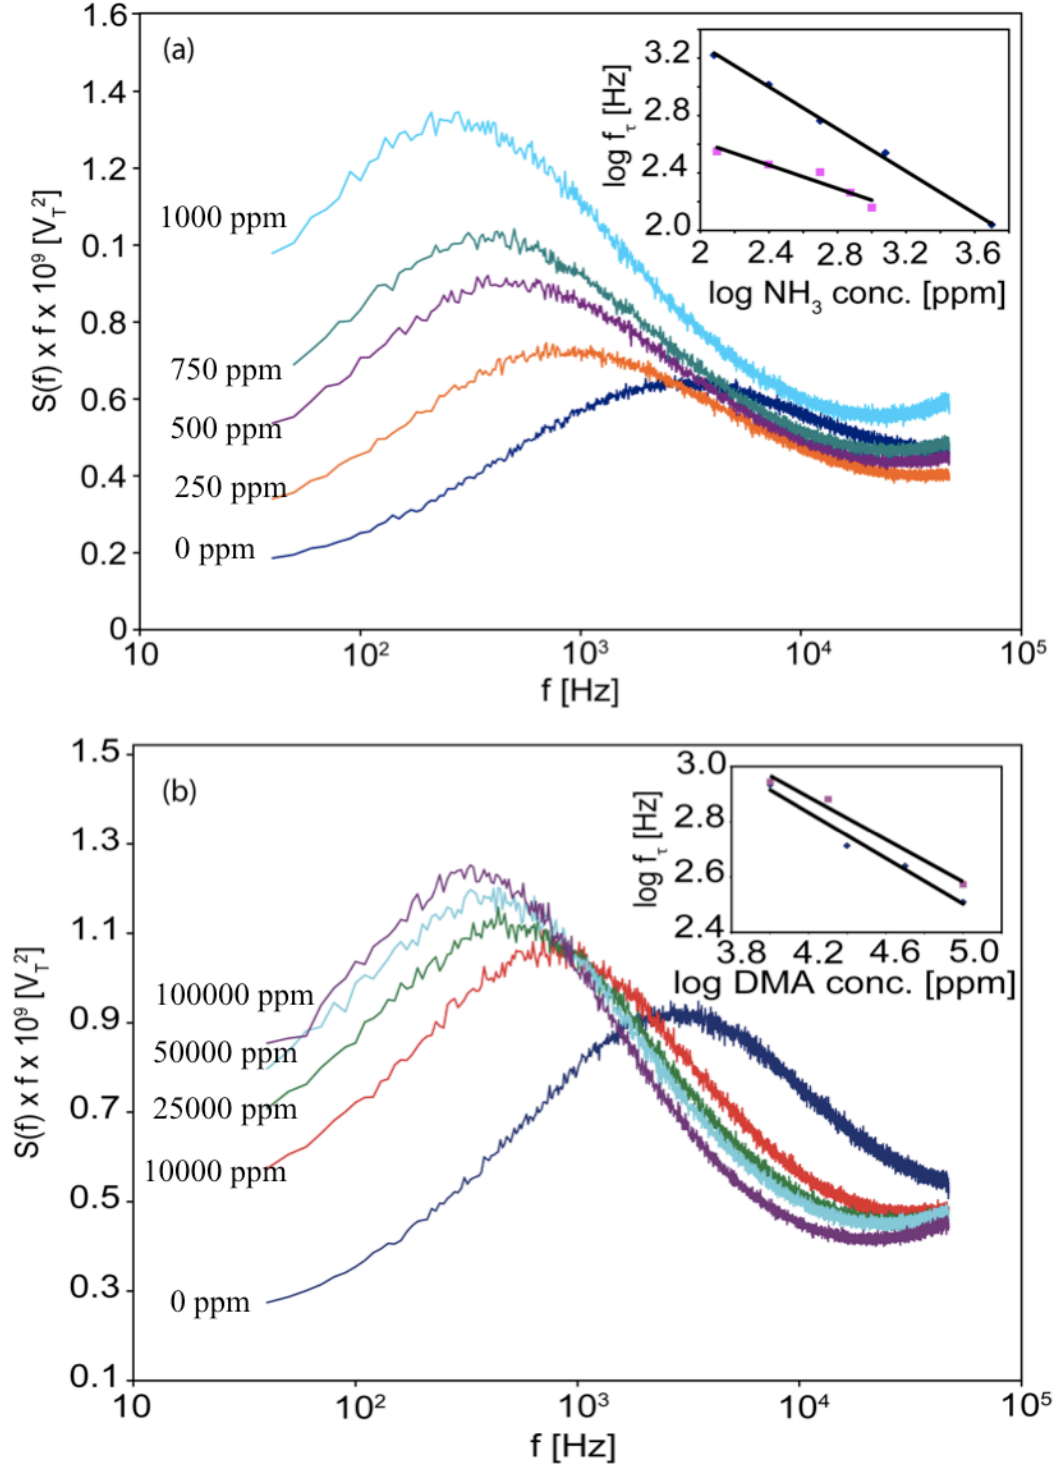 1.6
(a)
1.4
1.2
0.1
0.8
0.6
0.4
0.2
0
S(f) x f x 10⁹ [V_T²]
1000 ppm
750 ppm
500 ppm
250 ppm
0 ppm
10
10²
10³
10⁴
10⁵
f [Hz]
3.2
2.8
2.4
2.0
log f_τ [Hz]
2
2.4
2.8
3.2
3.6
log NH₃ conc. [ppm]
1.5
(b)
1.3
1.1
0.9
0.7
0.5
0.3
0.1
S(f) x f x 10⁹ [V_T²]
100000 ppm
50000 ppm
25000 ppm
10000 ppm
0 ppm
10
10²
10³
10⁴
10⁵
f [Hz]
3.0
2.8
2.6
2.4
log f_τ [Hz]
3.8
4.2
4.6
5.0
log DMA conc. [ppm]